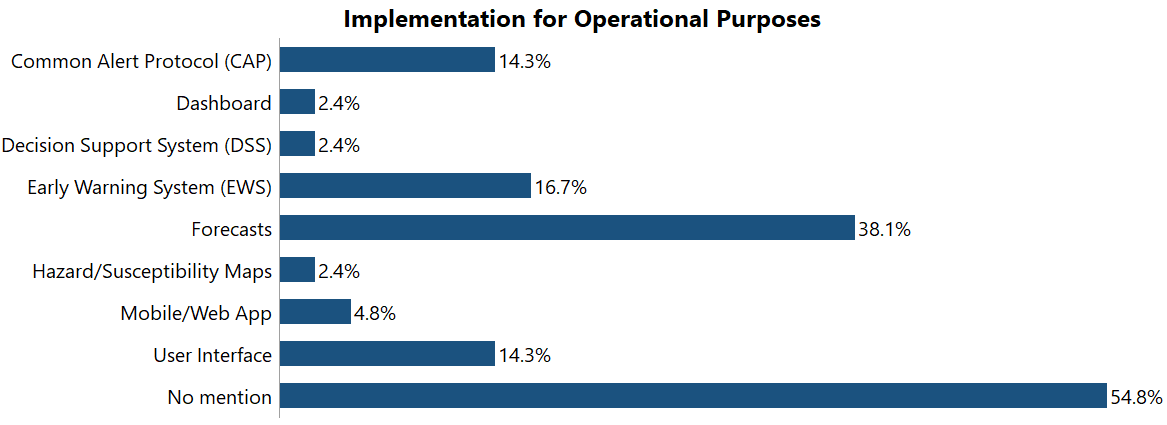 Implementation for Operational Purposes
Common Alert Protocol (CAP) 14.3%
Dashboard 2.4%
Decision Support System (DSS) 2.4%
Early Warning System (EWS) 16.7%
Forecasts 38.1%
Hazard/Susceptibility Maps 2.4%
Mobile/Web App 4.8%
User Interface 14.3%
No mention 54.8%